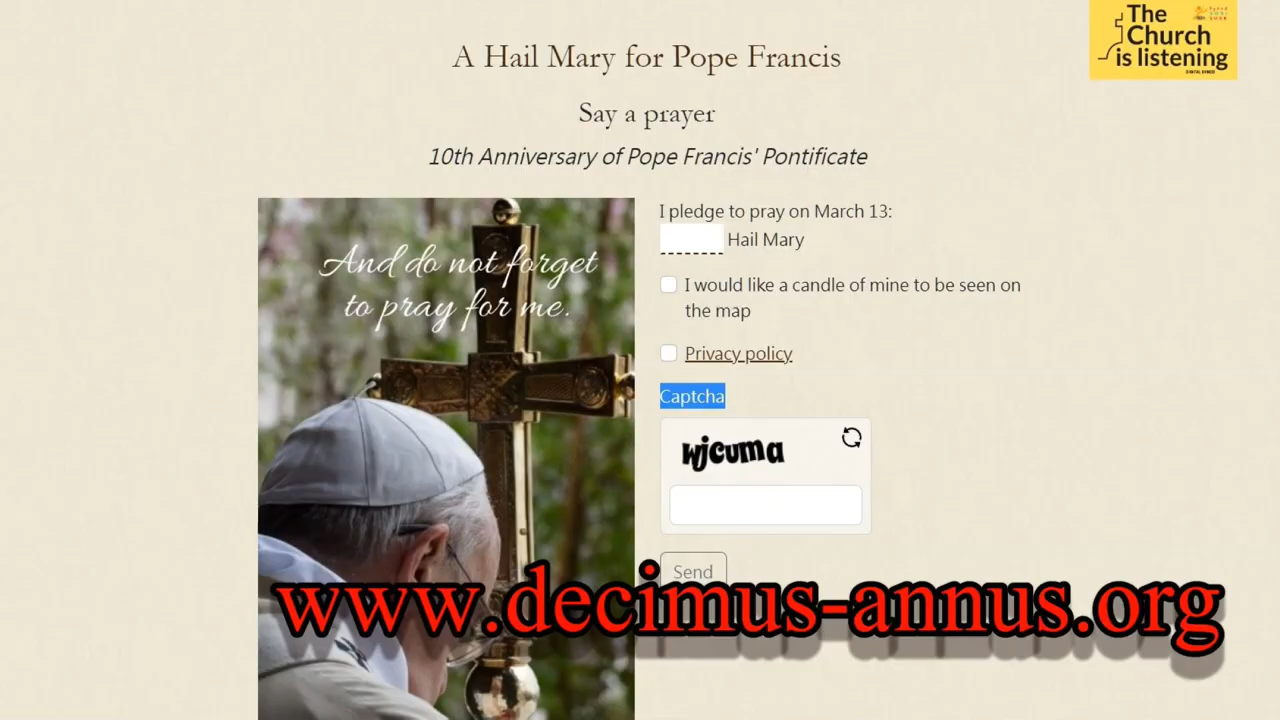 The
Church
is listening
A Hail Mary for Pope Francis
Say a prayer
10th Anniversary of Pope Francis' Pontificate
And do not forget
to pray for me.
I pledge to pray on March 13:
Hail Mary
I would like a candle of mine to be seen on
the map
Privacy policy
Captcha
wjcuma
Send
www.decimus-annus.org